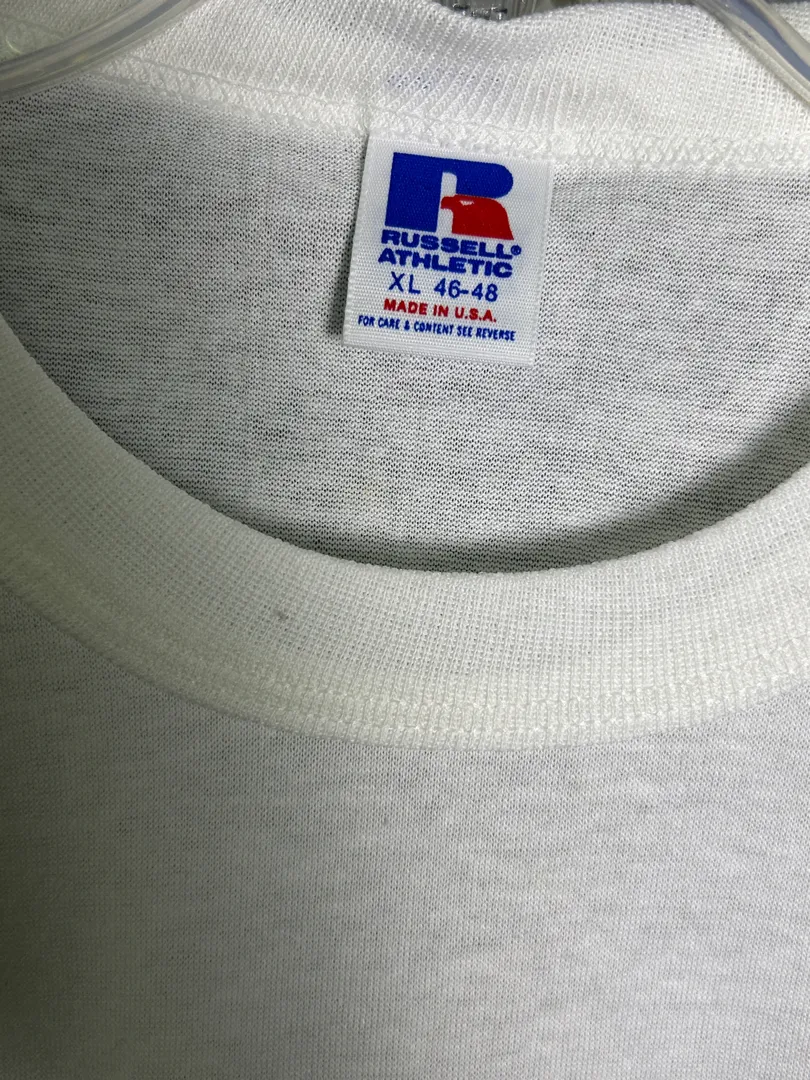 R
RUSSELL®
ATHLETIC
XL 46-48
MADE IN U.S.A.
FOR CARE & CONTENT SEE REVERSE